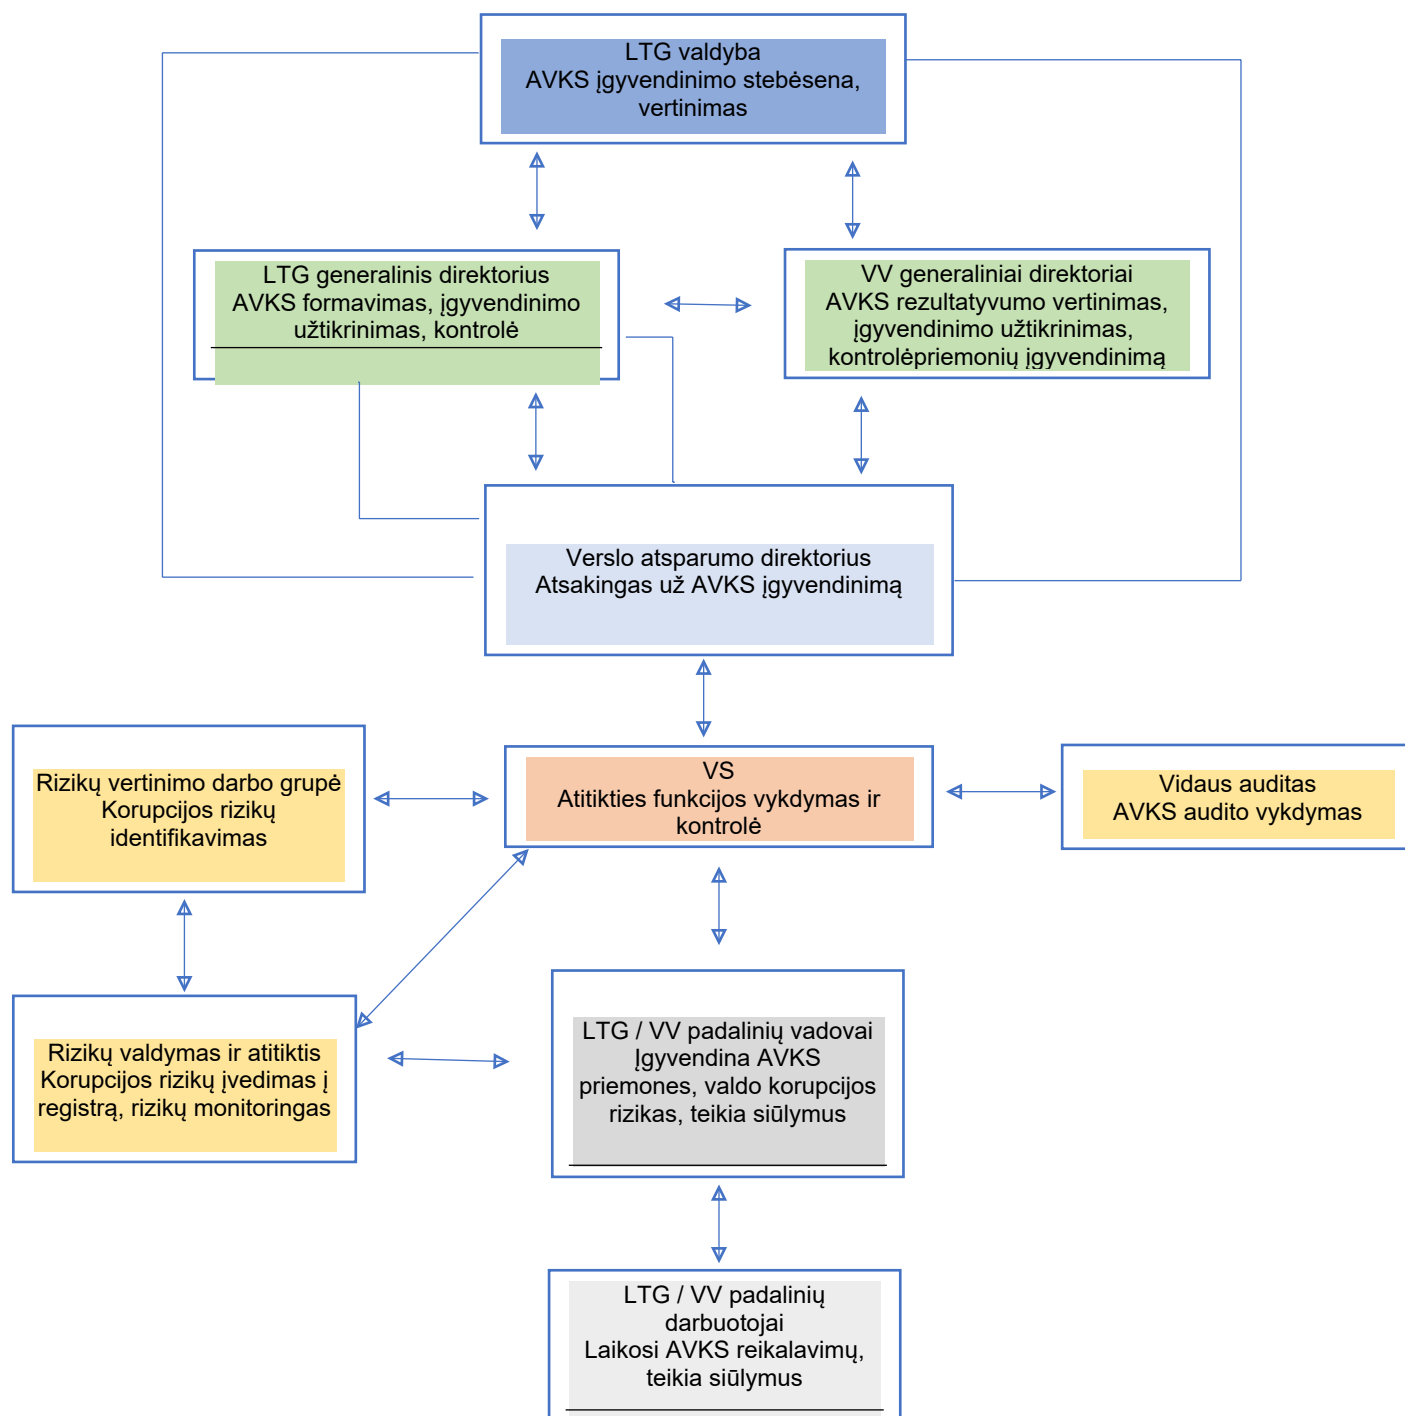 LTG valdyba
AVKS įgyvendinimo stebėsena,
vertinimas
LTG generalinis direktorius
AVKS formavimas, įgyvendinimo
užtikrinimas, kontrolė
VV generaliniai direktoriai
AVKS rezultatyvumo vertinimas,
įgyvendinimo užtikrinimas,
kontrolėpriemonių įgyvendinimą
Verslo atsparumo direktorius
Atsakingas už AVKS įgyvendinimą
Rizikų vertinimo darbo grupė
Korupcijos rizikų
identifikavimas
VS
Atitikties funkcijos vykdymas ir
kontrolė
Vidaus auditas
AVKS audito vykdymas
Rizikų valdymas ir atitiktis
Korupcijos rizikų įvedimas į
registrą, rizikų monitoringas
LTG / VV padalinių vadovai
Įgyvendina AVKS
priemones, valdo korupcijos
rizikas, teikia siūlymus
LTG / VV padalinių
darbuotojai
Laikosi AVKS reikalavimų,
teikia siūlymus